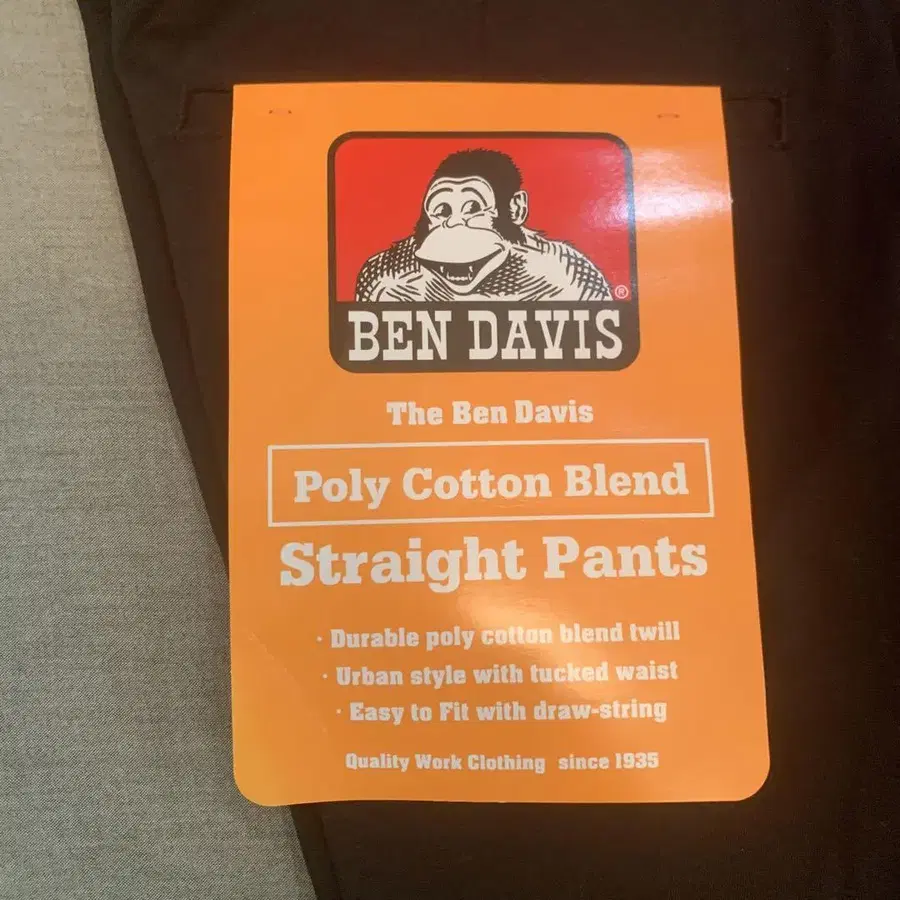 ®
BEN DAVIS
The Ben Davis
Poly Cotton Blend
Straight Pants
· Durable poly cotton blend twill
· Urban style with tucked waist
· Easy to Fit with draw-string
Quality Work Clothing since 1935